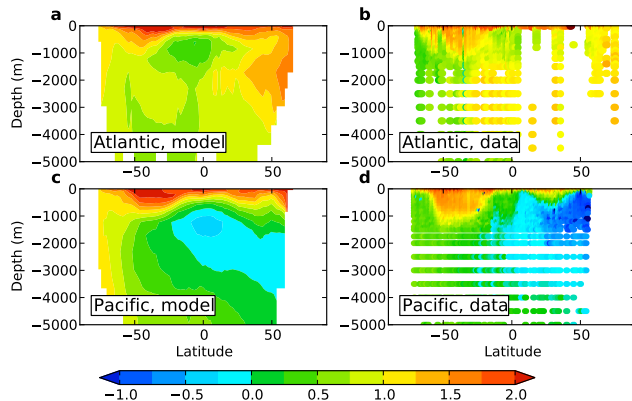 a
b
0
−1000
−2000
−3000
−4000
−5000
Depth (m)
Atlantic, model
−50 0 50
0
−1000
−2000
−3000
−4000
−5000
Atlantic, data
−50 0 50
c
d
0
−1000
−2000
−3000
−4000
−5000
Depth (m)
Pacific, model
−50 0 50
Latitude
0
−1000
−2000
−3000
−4000
−5000
Pacific, data
−50 0 50
Latitude
−1.0 −0.5 0.0 0.5 1.0 1.5 2.0